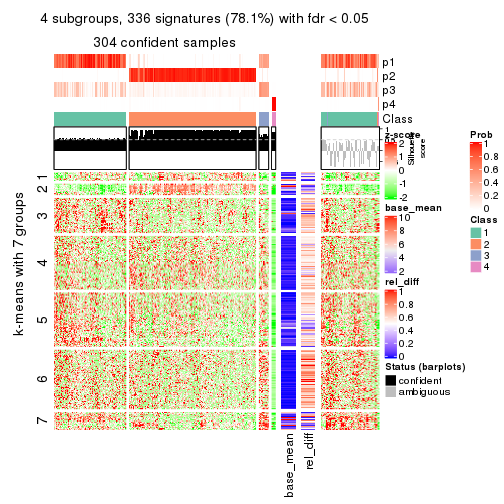 4 subgroups, 336 signatures (78.1%) with fdr < 0.05
304 confident samples
p1
p2
p3
p4
Class
1
Silhouette score
z-score
2
1
0
-1
-2
base_mean
10
8
6
4
2
rel_diff
1
0.8
0.6
0.4
0.2
0
Status (barplots)
confident
ambiguous
Prob
1
0.8
0.6
0.4
0.2
0
Class
1
2
3
4
k-means with 7 groups
1
2
3
4
5
6
7
base_mean
rel_diff